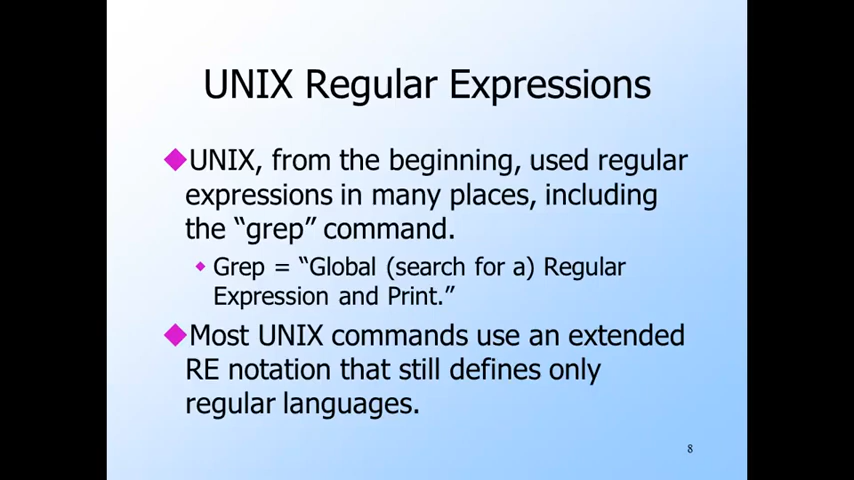 UNIX Regular Expressions
UNIX, from the beginning, used regular
expressions in many places, including
the “grep” command.
Grep = “Global (search for a) Regular
Expression and Print.”
Most UNIX commands use an extended
RE notation that still defines only
regular languages.
8